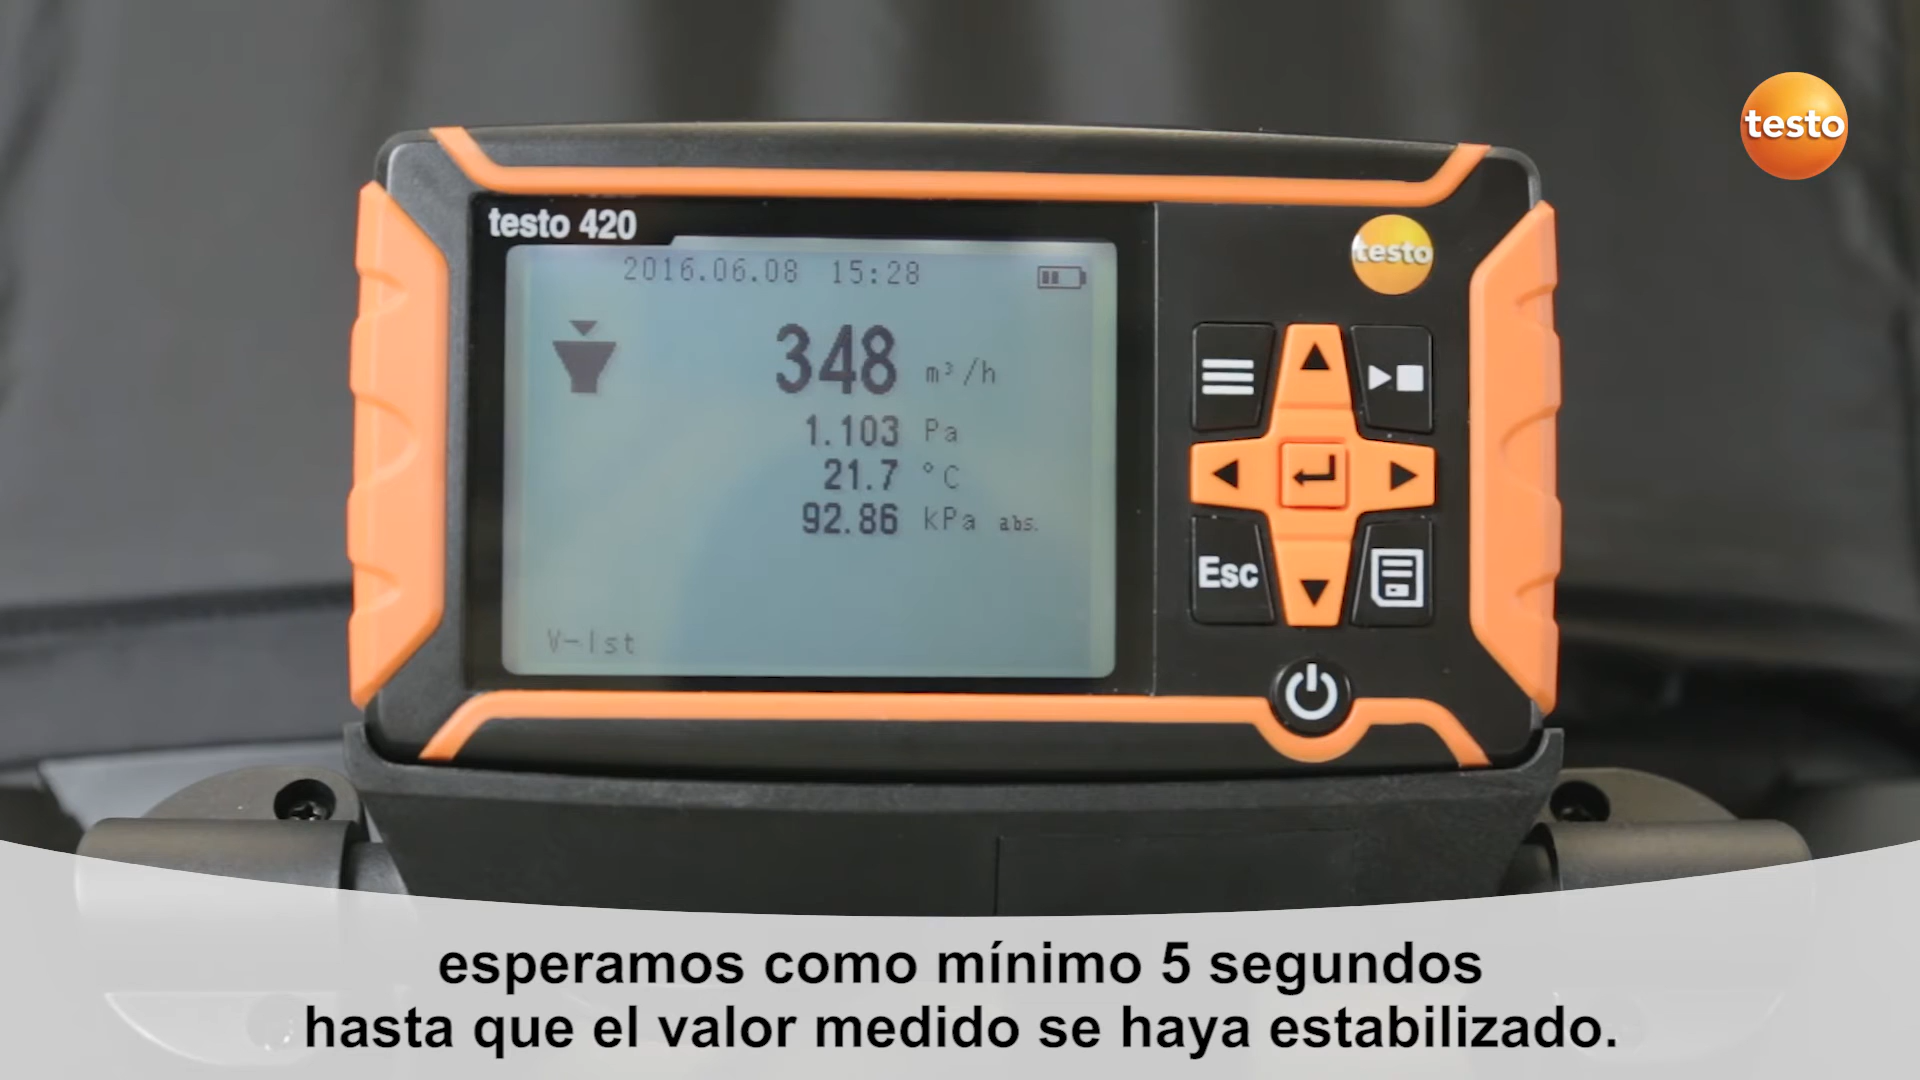 testo
testo 420
testo
2016.06.08 15:28
348 m³/h
1.103 Pa
21.7 °C
92.86 kPa abs.
V-Ist
Esc
esperamos como mínimo 5 segundos
hasta que el valor medido se haya estabilizado.